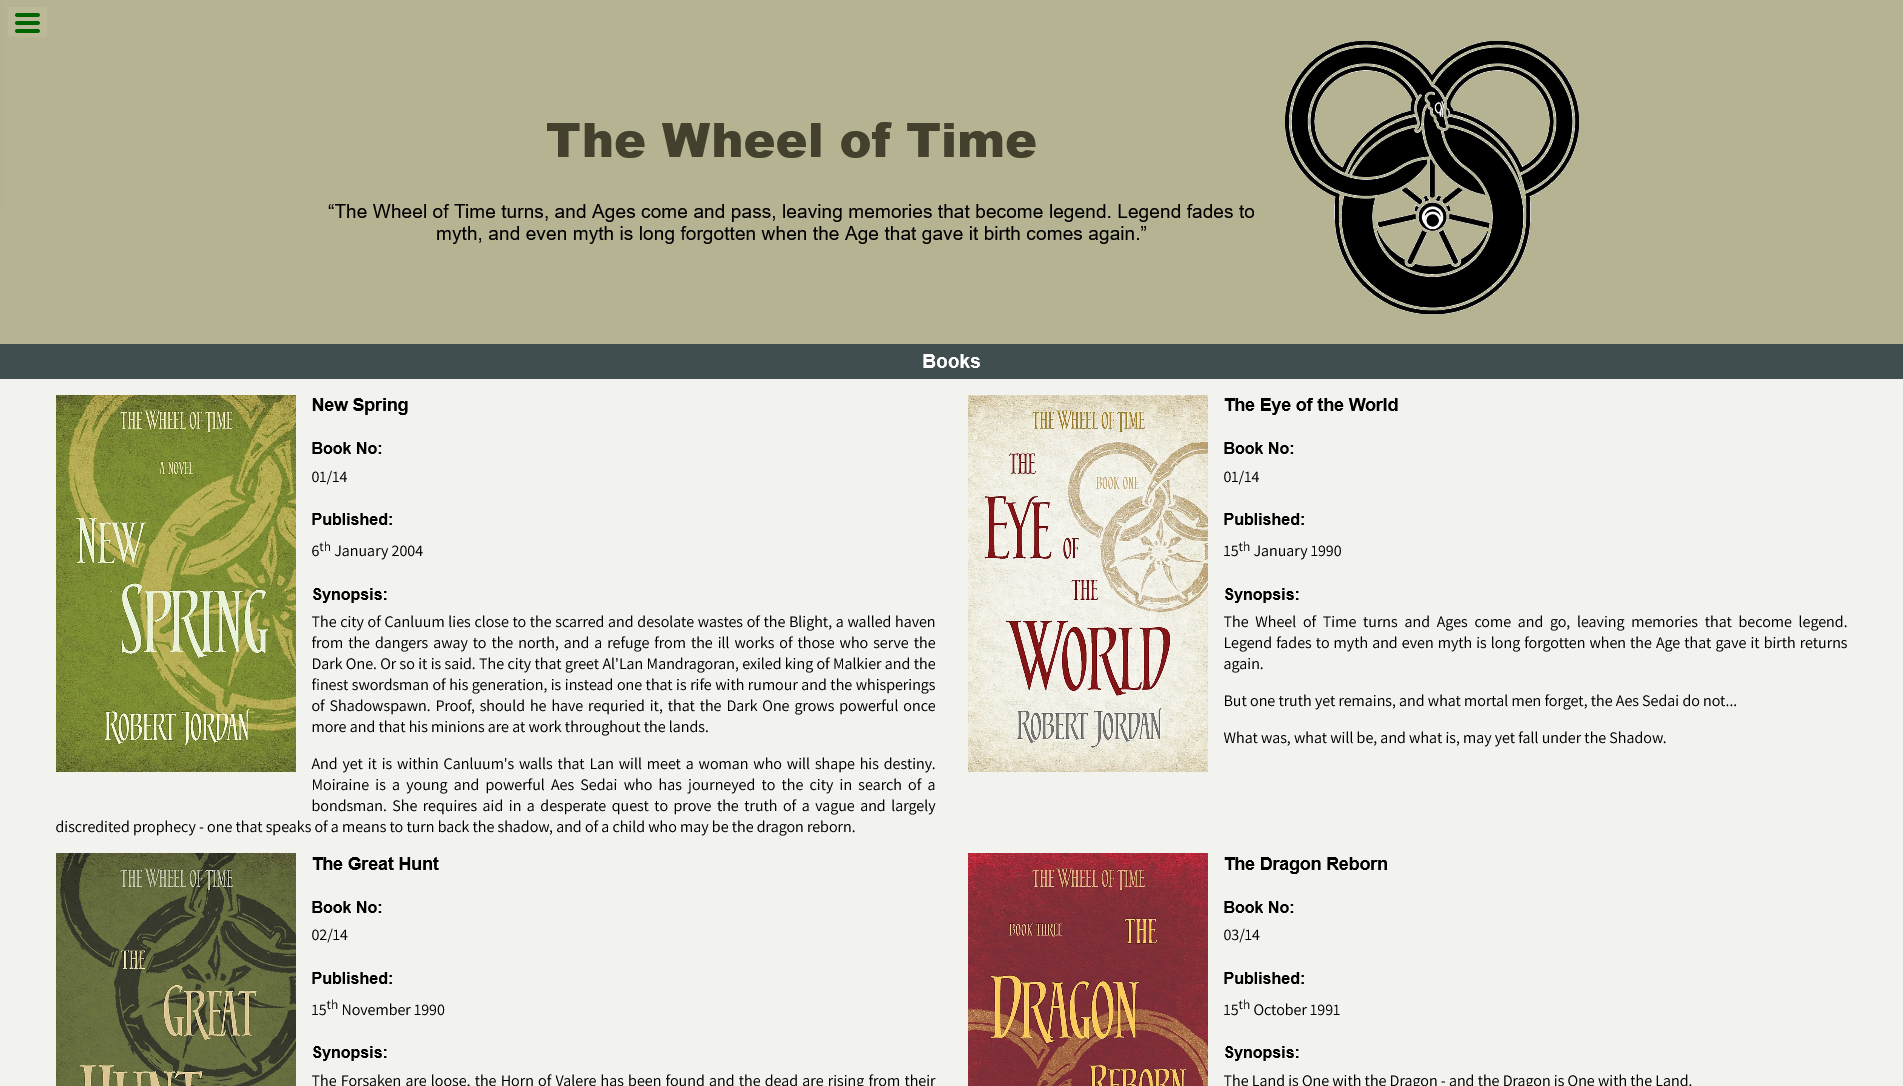 The Wheel of Time
“The Wheel of Time turns, and Ages come and pass, leaving memories that become legend. Legend fades to
myth, and even myth is long forgotten when the Age that gave it birth comes again.”
Books
THE WHEEL OF TIME
A NOVEL
NEW
SPRING
ROBERT JORDAN
New Spring
Book No:
01/14
Published:
6th January 2004
Synopsis:
The city of Canluum lies close to the scarred and desolate wastes of the Blight, a walled haven
from the dangers away to the north, and a refuge from the ill works of those who serve the
Dark One. Or so it is said. The city that greet Al'Lan Mandragoran, exiled king of Malkier and the
finest swordsman of his generation, is instead one that is rife with rumour and the whisperings
of Shadowspawn. Proof, should he have requried it, that the Dark One grows powerful once
more and that his minions are at work throughout the lands.
And yet it is within Canluum's walls that Lan will meet a woman who will shape his destiny.
Moiraine is a young and powerful Aes Sedai who has journeyed to the city in search of a
bondsman. She requires aid in a desperate quest to prove the truth of a vague and largely
discredited prophecy - one that speaks of a means to turn back the shadow, and of a child who may be the dragon reborn.
THE WHEEL OF TIME
THE
BOOK ONE
EYE
OF
THE
WORLD
ROBERT JORDAN
The Eye of the World
Book No:
01/14
Published:
15th January 1990
Synopsis:
The Wheel of Time turns and Ages come and go, leaving memories that become legend.
Legend fades to myth and even myth is long forgotten when the Age that gave it birth returns
again.
But one truth yet remains, and what mortal men forget, the Aes Sedai do not...
What was, what will be, and what is, may yet fall under the Shadow.
THE WHEEL OF TIME
THE
GREAT
HUNT
The Great Hunt
Book No:
02/14
Published:
15th November 1990
Synopsis:
The Forsaken are loose, the Horn of Valere has been found and the dead are rising from their
THE WHEEL OF TIME
BOOK THREE
THE
DRAGON
REBORN
The Dragon Reborn
Book No:
03/14
Published:
15th October 1991
Synopsis:
The Land is One with the Dragon - and the Dragon is One with the Land.